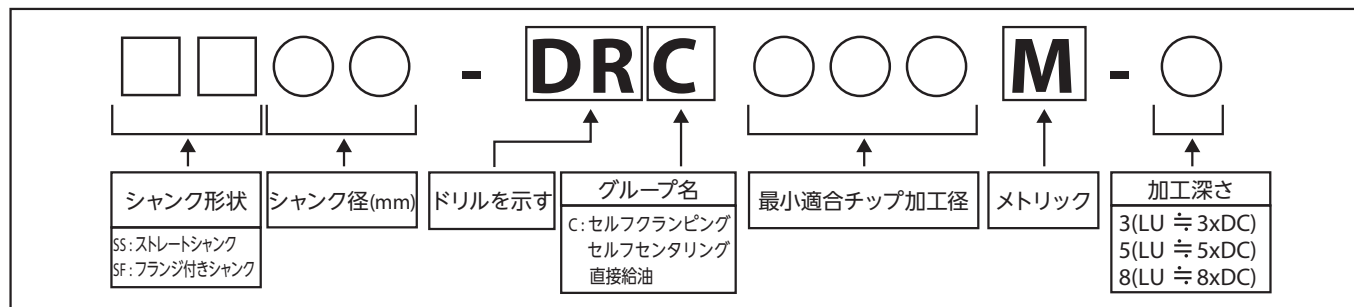 □□○○-DRC○○○M-○
シャンク形状
SS:ストレートシャンク
SF:フランジ付きシャンク
シャンク径(mm)
ドリルを示す
グループ名
C:セルフクランピング
セルフセンタリング
直接給油
最小適合チップ加工径
メトリック
加工深さ
3(LU ≒ 3xDC)
5(LU ≒ 5xDC)
8(LU ≒ 8xDC)